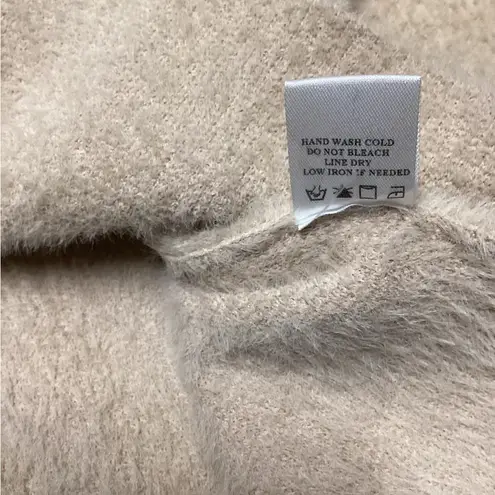 HAND WASH COLD
DO NOT BLEACH
LINE DRY
LOW IRON IF NEEDED